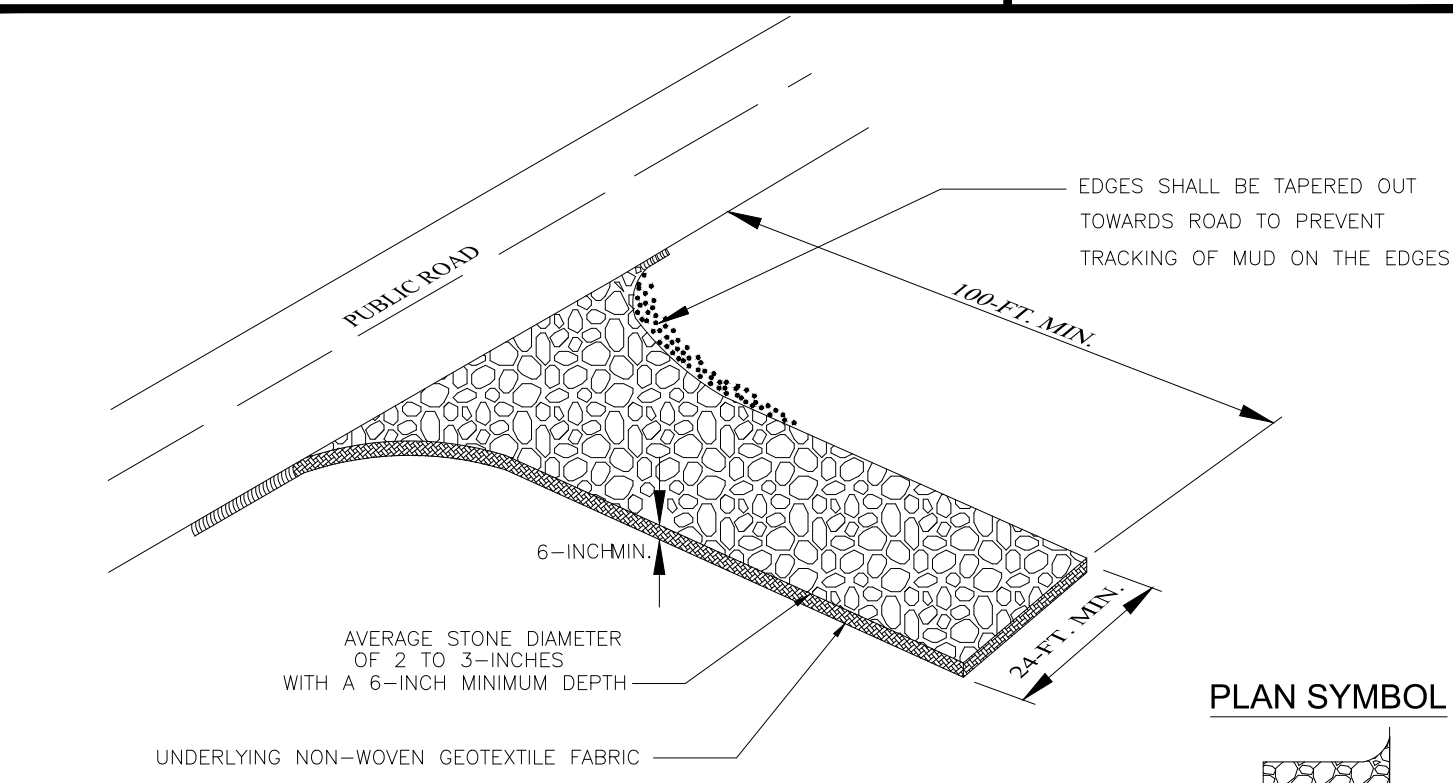 EDGES SHALL BE TAPERED OUT
TOWARDS ROAD TO PREVENT
TRACKING OF MUD ON THE EDGES
PUBLIC ROAD
100-FT. MIN.
6-INCHMIN.
24-FT. MIN.
AVERAGE STONE DIAMETER
OF 2 TO 3-INCHES
WITH A 6-INCH MINIMUM DEPTH
UNDERLYING NON-WOVEN GEOTEXTILE FABRIC
PLAN SYMBOL